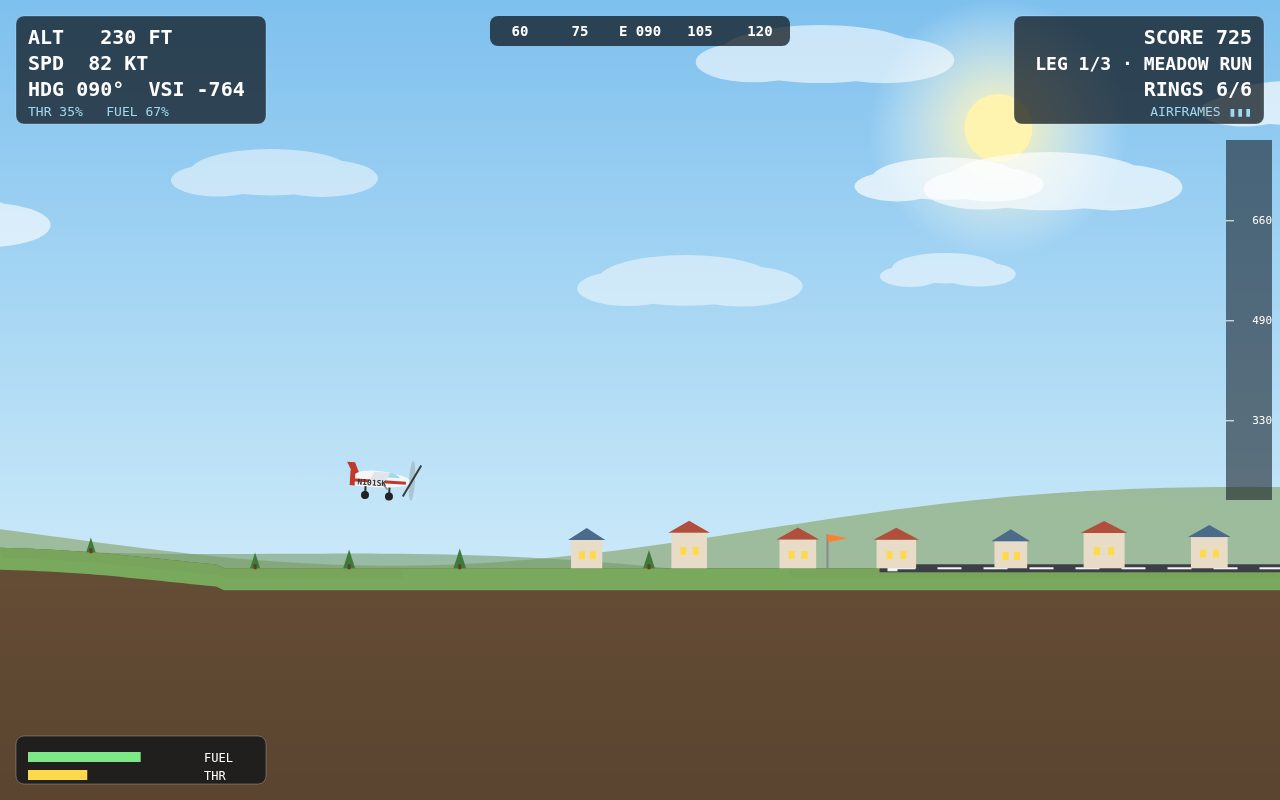 ALT 230 FT
SPD 82 KT
HDG 090° VSI -764
THR 35% FUEL 67%
60 75 E 090 105 120
SCORE 725
LEG 1/3 · MEADOW RUN
RINGS 6/6
AIRFRAMES
660
490
330
N101SK
FUEL
THR